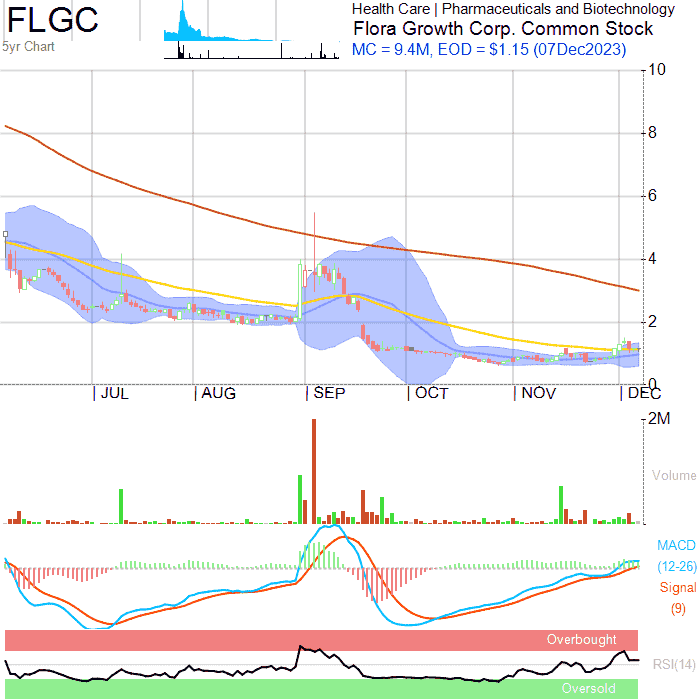 FLGC
5yr Chart
Health Care | Pharmaceuticals and Biotechnology
Flora Growth Corp. Common Stock
MC = 9.4M, EOD = $1.15 (07Dec2023)
10
8
6
4
2
0
JUL AUG SEP OCT NOV DEC
2M
Volume
MACD
(12-26)
Signal
(9)
Overbought
RSI(14)
Oversold